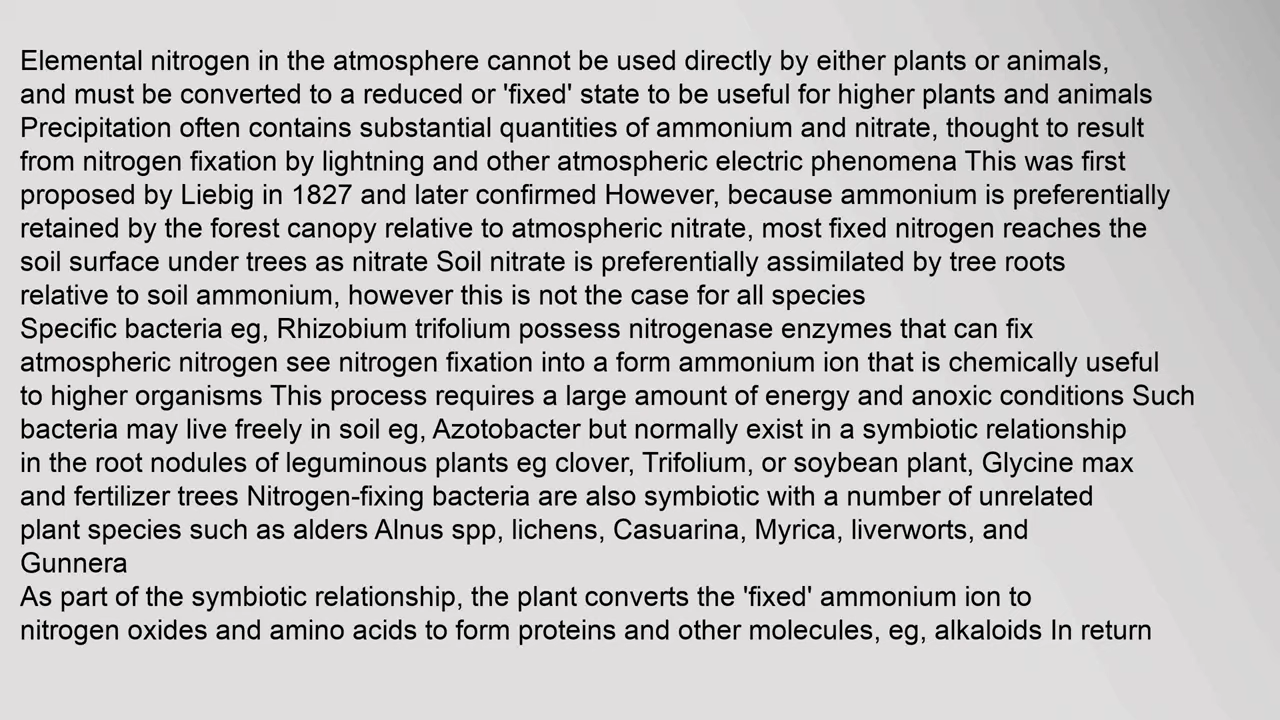 Elemental nitrogen in the atmosphere cannot be used directly by either plants or animals,
and must be converted to a reduced or 'fixed' state to be useful for higher plants and animals
Precipitation often contains substantial quantities of ammonium and nitrate, thought to result
from nitrogen fixation by lightning and other atmospheric electric phenomena This was first
proposed by Liebig in 1827 and later confirmed However, because ammonium is preferentially
retained by the forest canopy relative to atmospheric nitrate, most fixed nitrogen reaches the
soil surface under trees as nitrate Soil nitrate is preferentially assimilated by tree roots
relative to soil ammonium, however this is not the case for all species
Specific bacteria eg, Rhizobium trifolium possess nitrogenase enzymes that can fix
atmospheric nitrogen see nitrogen fixation into a form ammonium ion that is chemically useful
to higher organisms This process requires a large amount of energy and anoxic conditions Such
bacteria may live freely in soil eg, Azotobacter but normally exist in a symbiotic relationship
in the root nodules of leguminous plants eg clover, Trifolium, or soybean plant, Glycine max
and fertilizer trees Nitrogen-fixing bacteria are also symbiotic with a number of unrelated
plant species such as alders Alnus spp, lichens, Casuarina, Myrica, liverworts, and
Gunnera
As part of the symbiotic relationship, the plant converts the 'fixed' ammonium ion to
nitrogen oxides and amino acids to form proteins and other molecules, eg, alkaloids In return